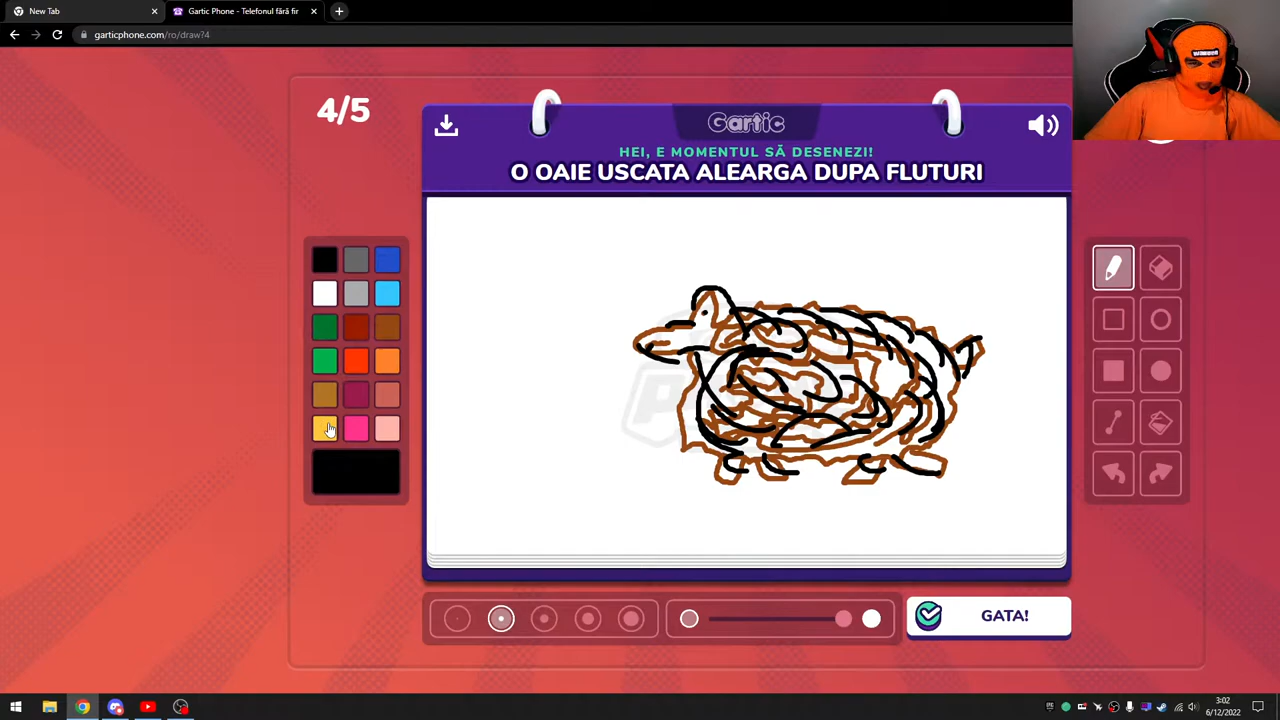 New Tab
Gartic Phone - Telefonul fără fir
garticphone.com/ro/draw?4
4/5
Gartic
HEI, E MOMENTUL SĂ DESENEZI!
O OAIE USCATA ALEARGA DUPA FLUTURI
GATA!
3:02
6/12/2022